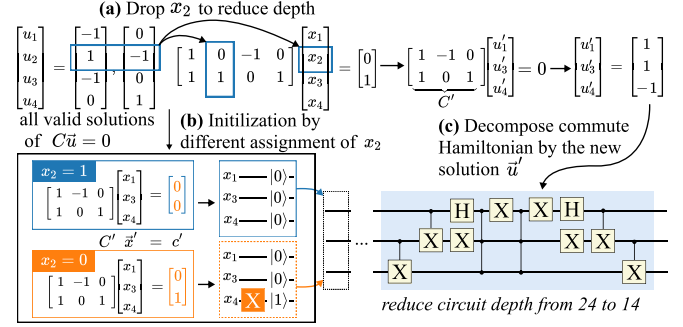 (a) Drop x₂ to reduce depth
[u₁ u₂ u₃ u₄] = [-1 1 -1 0], [0 -1 0 1] [1 0 -1 0; 1 1 0 1] [x₁ x₂ x₃ x₄] = [0 1] → [1 -1 0; 1 0 1] [u′₁ u′₃ u′₄] = 0 → [u′₁ u′₃ u′₄] = [1 1 -1]
C′
all valid solutions
of Cu⃗ = 0
(b) Initilization by
different assignment of x₂
(c) Decompose commute
Hamiltonian by the new
solution u⃗′
x₂ = 1
[1 -1 0; 1 0 1] [x₁ x₃ x₄] = [0 0]
C′ x⃗′ = c′
x₂ = 0
[1 -1 0; 1 0 1] [x₁ x₃ x₄] = [0 1]
x₁ |0⟩
x₃ |0⟩
x₄ |0⟩
x₁ |0⟩
x₃ |0⟩
x₄ X |1⟩
...
H X X H
X X X X
X X
reduce circuit depth from 24 to 14